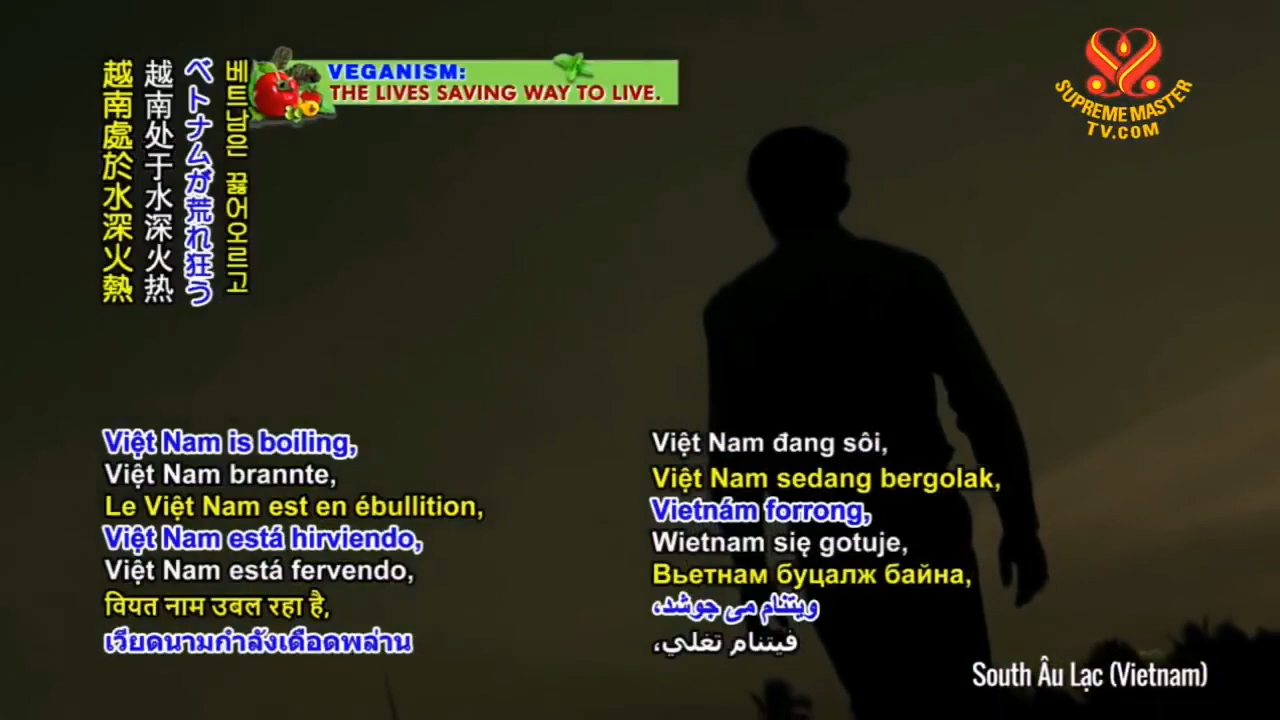 越南處於水深火熱
越南处于水深火热
ベトナムが荒れ狂う
베트남은 끓어오르고
VEGANISM:
THE LIVES SAVING WAY TO LIVE.
SUPREME MASTER
TV.COM
Việt Nam is boiling,
Việt Nam brannte,
Le Việt Nam est en ébullition,
Việt Nam está hirviendo,
Việt Nam está fervendo,
वियत नाम उबल रहा है,
เวียดนามกำลังเดือดพล่าน
Việt Nam đang sôi,
Việt Nam sedang bergolak,
Vietnám forrong,
Wietnam się gotuje,
Вьетнам буцалж байна,
ویتنام می جوشد،
فيتنام تغلي،
South Âu Lạc (Vietnam)